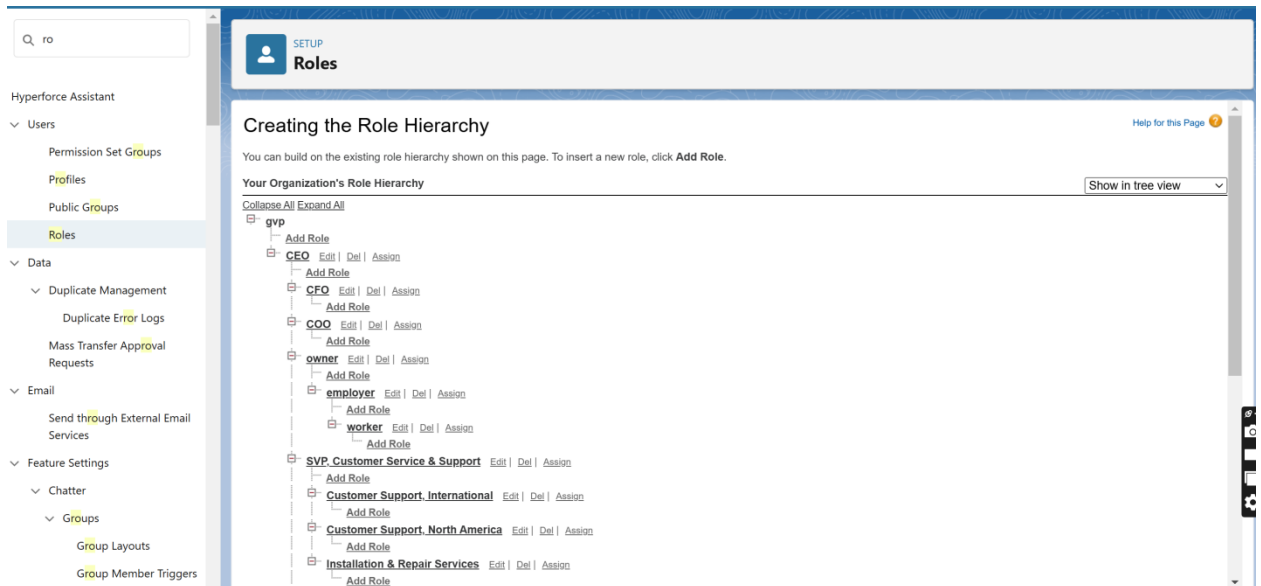 ro
Hyperforce Assistant
Users
Permission Set Groups
Profiles
Public Groups
Roles
Data
Duplicate Management
Duplicate Error Logs
Mass Transfer Approval
Requests
Email
Send through External Email
Services
Feature Settings
Chatter
Groups
Group Layouts
Group Member Triggers
SETUP
Roles
Creating the Role Hierarchy
Help for this Page ?
You can build on the existing role hierarchy shown on this page. To insert a new role, click Add Role.
Your Organization's Role Hierarchy
Show in tree view
Collapse All Expand All
gvp
Add Role
CEO Edit | Del | Assign
Add Role
CFO Edit | Del | Assign
Add Role
COO Edit | Del | Assign
Add Role
owner Edit | Del | Assign
Add Role
employer Edit | Del | Assign
Add Role
worker Edit | Del | Assign
Add Role
SVP, Customer Service & Support Edit | Del | Assign
Add Role
Customer Support, International Edit | Del | Assign
Add Role
Customer Support, North America Edit | Del | Assign
Add Role
Installation & Repair Services Edit | Del | Assign
Add Role